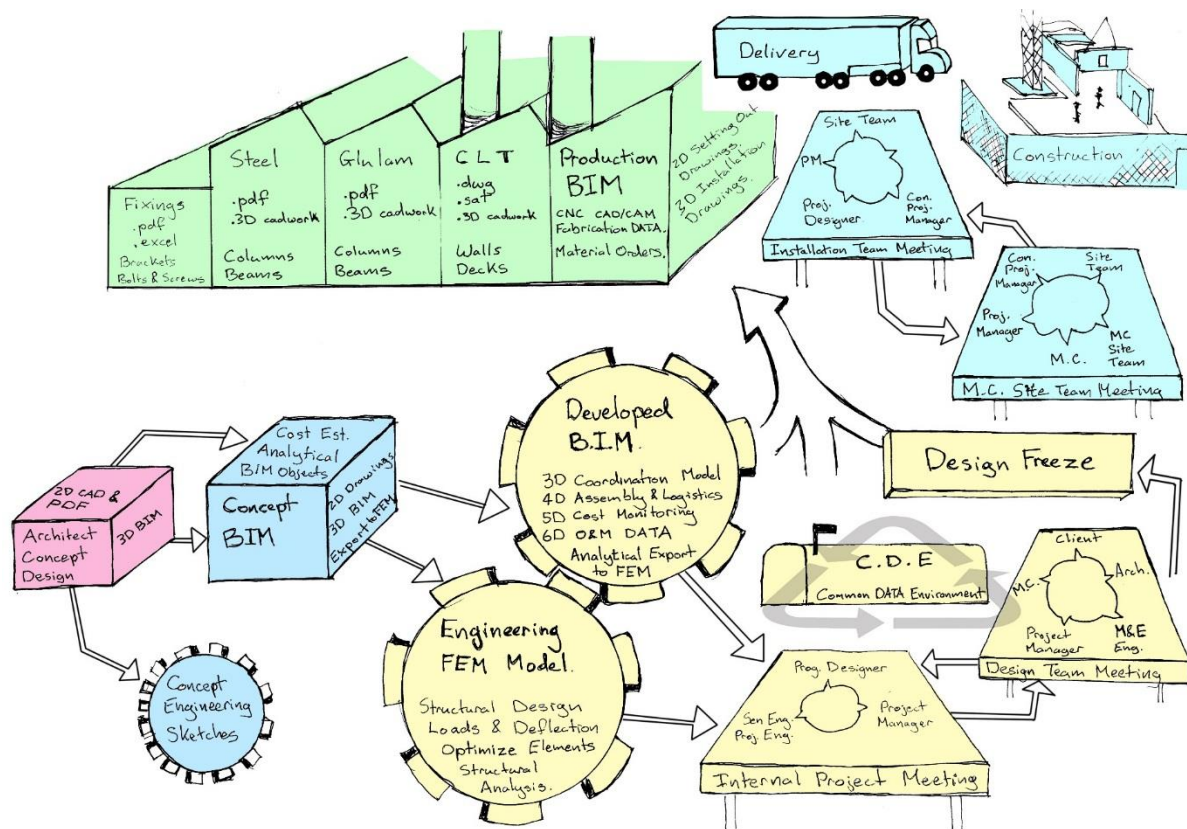 Delivery
Construction
Steel
.pdf
.3D cadwork
Columns
Beams
Glulam
.pdf
.3D cadwork
Columns
Beams
CLT
.dwg
.sat
.3D cadwork
Walls
Decks
Production
BIM
CNC CAD/CAM
Fabrication DATA.
Material Orders.
2D Setting Out
Drawings.
3D Installation
Drawings.
Fixings
.pdf
.excel
Brackets
Bolts & Screws
Site Team
PM
Proj.
Designer
Con.
Proj.
Manager
Installation Team Meeting
Con.
Proj.
Manager
Site
Team
Proj.
Manager
M.C.
MC
Site
Team
M.C. Site Team Meeting
Developed
B.I.M.
3D Coordination Model
4D Assembly & Logistics
5D Cost Monitoring
6D O&M DATA
Analytical Export
to FEM
Design Freeze
Cost Est.
Analytical
BiM Objects
Concept
BIM
2D Drawings.
3D BIM
Export to FEM
2D CAD &
PDF
Architect
Concept
Design
3D BIM
Concept
Engineering
Sketches
Engineering
FEM Model.
Structural Design
Loads & Deflection
Optimize Elements
Structural
Analysis.
C.D.E
Common DATA Environment
Client
M.C.
Arch.
Project
Manager
M&E
Eng.
Design Team Meeting
Proj. Designer
Sen Eng.
Proj. Eng.
Project
Manager
Internal Project Meeting